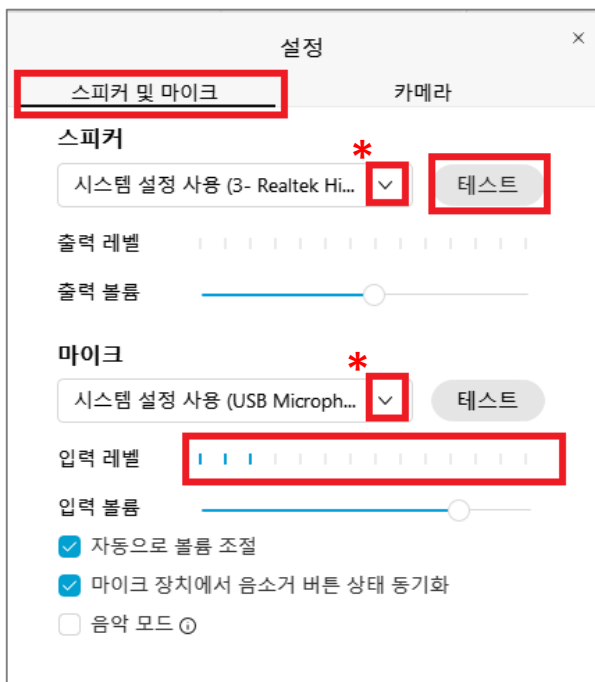 설정
×
스피커 및 마이크 카메라
스피커
*
시스템 설정 사용 (3- Realtek Hi... 테스트
출력 레벨
출력 볼륨
마이크
*
시스템 설정 사용 (USB Microph... 테스트
입력 레벨
입력 볼륨
자동으로 볼륨 조절
마이크 장치에서 음소거 버튼 상태 동기화
음악 모드